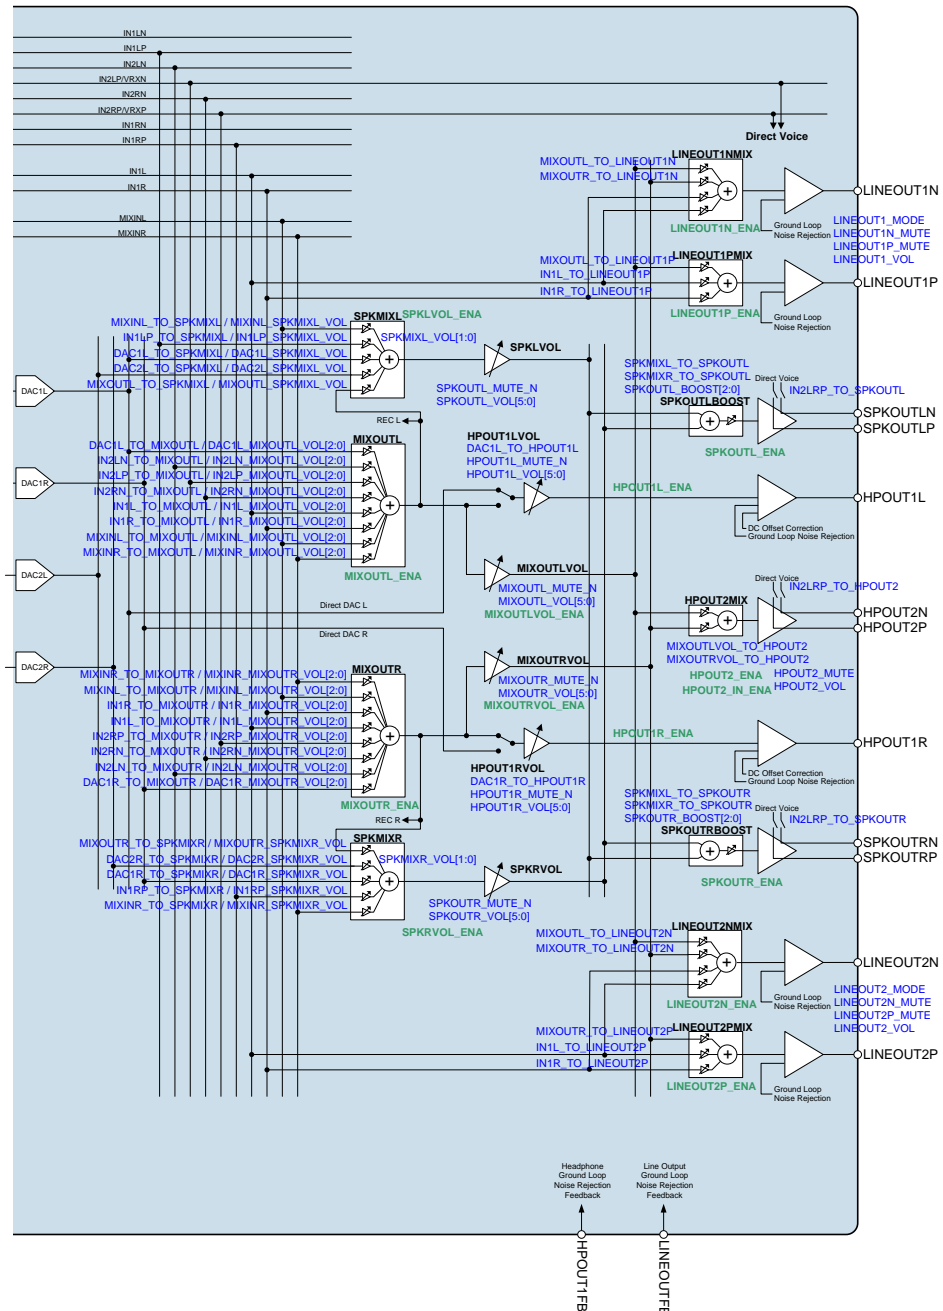 IN1LN
IN1LP
IN2LN
IN2LP/VRXN
IN2RN
IN2RP/VRXP
IN1RN
IN1RP
IN1L
IN1R
MIXINL
MIXINR
Direct Voice
MIXOUTL_TO_LINEOUT1N
MIXOUTR_TO_LINEOUT1N
LINEOUT1NMIX
LINEOUT1N_ENA
Ground Loop
Noise Rejection
LINEOUT1N
LINEOUT1_MODE
LINEOUT1N_MUTE
LINEOUT1P_MUTE
LINEOUT1_VOL
MIXOUTL_TO_LINEOUT1P
IN1L_TO_LINEOUT1P
IN1R_TO_LINEOUT1P
LINEOUT1PMIX
LINEOUT1P_ENA
Ground Loop
Noise Rejection
LINEOUT1P
MIXINL_TO_SPKMIXL / MIXINL_SPKMIXL_VOL
IN1LP_TO_SPKMIXL / IN1LP_SPKMIXL_VOL
DAC1L_TO_SPKMIXL / DAC1L_SPKMIXL_VOL
DAC2L_TO_SPKMIXL / DAC2L_SPKMIXL_VOL
MIXOUTL_TO_SPKMIXL / MIXOUTL_SPKMIXL_VOL
SPKMIXL
SPKLVOL_ENA
SPKMIXL_VOL[1:0]
SPKLVOL
SPKOUTL_MUTE_N
SPKOUTL_VOL[5:0]
SPKMIXL_TO_SPKOUTL
SPKMIXR_TO_SPKOUTL
SPKOUTL_BOOST[2:0]
SPKOUTLBOOST
SPKOUTL_ENA
Direct Voice
IN2LRP_TO_SPKOUTL
SPKOUTLN
SPKOUTLP
DAC1L
DAC1R
DAC2L
DAC2R
REC L
DAC1L_TO_MIXOUTL / DAC1L_MIXOUTL_VOL[2:0]
IN2LN_TO_MIXOUTL / IN2LN_MIXOUTL_VOL[2:0]
IN2LP_TO_MIXOUTL / IN2LP_MIXOUTL_VOL[2:0]
IN2RN_TO_MIXOUTL / IN2RN_MIXOUTL_VOL[2:0]
IN1L_TO_MIXOUTL / IN1L_MIXOUTL_VOL[2:0]
IN1R_TO_MIXOUTL / IN1R_MIXOUTL_VOL[2:0]
MIXINL_TO_MIXOUTL / MIXINL_MIXOUTL_VOL[2:0]
MIXINR_TO_MIXOUTL / MIXINR_MIXOUTL_VOL[2:0]
MIXOUTL
MIXOUTL_ENA
HPOUT1LVOL
DAC1L_TO_HPOUT1L
HPOUT1L_MUTE_N
HPOUT1L_VOL[5:0]
HPOUT1L_ENA
DC Offset Correction
Ground Loop Noise Rejection
HPOUT1L
MIXOUTLVOL
MIXOUTL_MUTE_N
MIXOUTL_VOL[5:0]
MIXOUTLVOL_ENA
Direct DAC L
Direct DAC R
HPOUT2MIX
Direct Voice
IN2LRP_TO_HPOUT2
HPOUT2N
HPOUT2P
MIXOUTLVOL_TO_HPOUT2
MIXOUTRVOL_TO_HPOUT2
HPOUT2_ENA
HPOUT2_IN_ENA
HPOUT2_MUTE
HPOUT2_VOL
MIXOUTRVOL
MIXOUTR_MUTE_N
MIXOUTR_VOL[5:0]
MIXOUTRVOL_ENA
MIXINR_TO_MIXOUTR / MIXINR_MIXOUTR_VOL[2:0]
MIXINL_TO_MIXOUTR / MIXINL_MIXOUTR_VOL[2:0]
IN1R_TO_MIXOUTR / IN1R_MIXOUTR_VOL[2:0]
IN1L_TO_MIXOUTR / IN1L_MIXOUTR_VOL[2:0]
IN2RP_TO_MIXOUTR / IN2RP_MIXOUTR_VOL[2:0]
IN2RN_TO_MIXOUTR / IN2RN_MIXOUTR_VOL[2:0]
IN2LN_TO_MIXOUTR / IN2LN_MIXOUTR_VOL[2:0]
DAC1R_TO_MIXOUTR / DAC1R_MIXOUTR_VOL[2:0]
MIXOUTR
MIXOUTR_ENA
HPOUT1RVOL
DAC1R_TO_HPOUT1R
HPOUT1R_MUTE_N
HPOUT1R_VOL[5:0]
HPOUT1R_ENA
DC Offset Correction
Ground Loop Noise Rejection
HPOUT1R
REC R
MIXOUTR_TO_SPKMIXR / MIXOUTR_SPKMIXR_VOL
DAC2R_TO_SPKMIXR / DAC2R_SPKMIXR_VOL
DAC1R_TO_SPKMIXR / DAC1R_SPKMIXR_VOL
IN1RP_TO_SPKMIXR / IN1RP_SPKMIXR_VOL
MIXINR_TO_SPKMIXR / MIXINR_SPKMIXR_VOL
SPKMIXR
SPKMIXR_VOL[1:0]
SPKRVOL_ENA
SPKRVOL
SPKOUTR_MUTE_N
SPKOUTR_VOL[5:0]
SPKMIXL_TO_SPKOUTR
SPKMIXR_TO_SPKOUTR
SPKOUTR_BOOST[2:0]
SPKOUTRBOOST
SPKOUTR_ENA
Direct Voice
IN2LRP_TO_SPKOUTR
SPKOUTRN
SPKOUTRP
MIXOUTL_TO_LINEOUT2N
MIXOUTR_TO_LINEOUT2N
LINEOUT2NMIX
LINEOUT2N_ENA
Ground Loop
Noise Rejection
LINEOUT2N
LINEOUT2_MODE
LINEOUT2N_MUTE
LINEOUT2P_MUTE
LINEOUT2_VOL
MIXOUTR_TO_LINEOUT2P
IN1L_TO_LINEOUT2P
IN1R_TO_LINEOUT2P
LINEOUT2PMIX
LINEOUT2P_ENA
Ground Loop
Noise Rejection
LINEOUT2P
Headphone
Ground Loop
Noise Rejection
Feedback
Line Output
Ground Loop
Noise Rejection
Feedback
HPOUT1FB
LINEOUTFB